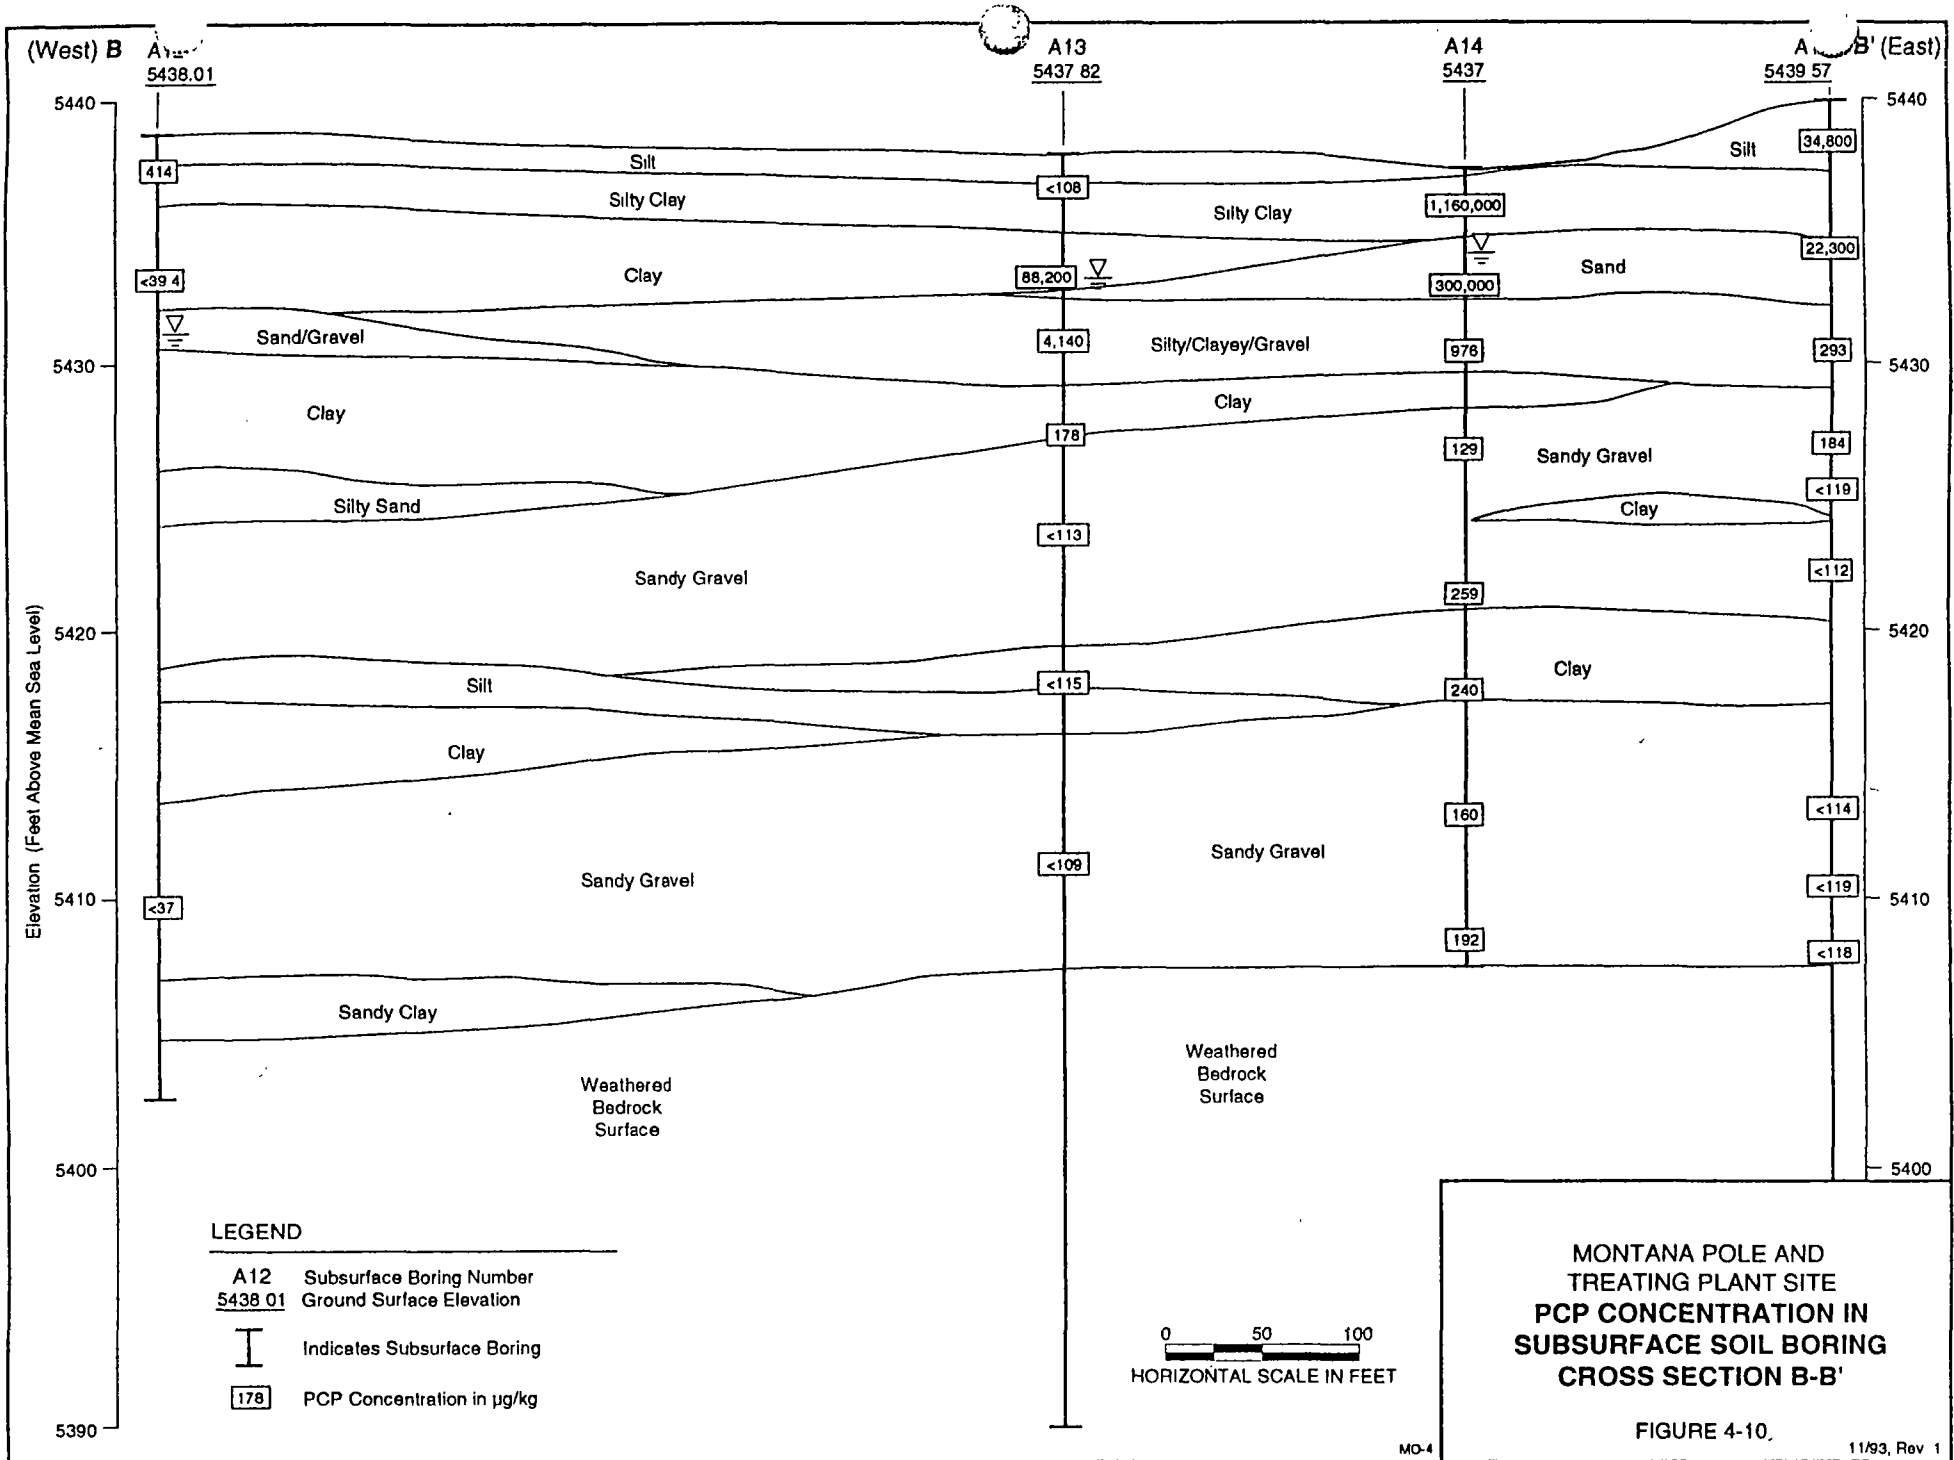 (West) B
5438.01
A13
5437 82
A14
5437
A
5439 57
B' (East)
5440
5430
5420
5410
5400
5390
Elevation (Feet Above Mean Sea Level)
5440
5430
5420
5410
5400
414
<39 4
<37
<108
88,200
4,140
178
<113
<115
<109
1,160,000
300,000
976
129
259
240
160
192
34,800
22,300
293
184
<119
<112
<114
<119
<118
Silt
Silt
Silty Clay
Silty Clay
Clay
Sand
Sand/Gravel
Silty/Clayey/Gravel
Clay
Clay
Sandy Gravel
Silty Sand
Clay
Sandy Gravel
Silt
Clay
Clay
Sandy Gravel
Sandy Gravel
Sandy Clay
Weathered
Bedrock
Surface
Weathered
Bedrock
Surface
LEGEND
A12 Subsurface Boring Number
5438 01 Ground Surface Elevation
Indicates Subsurface Boring
178 PCP Concentration in µg/kg
0 50 100
HORIZONTAL SCALE IN FEET
MONTANA POLE AND
TREATING PLANT SITE
PCP CONCENTRATION IN
SUBSURFACE SOIL BORING
CROSS SECTION B-B'
FIGURE 4-10
MO-4
11/93, Rev 1